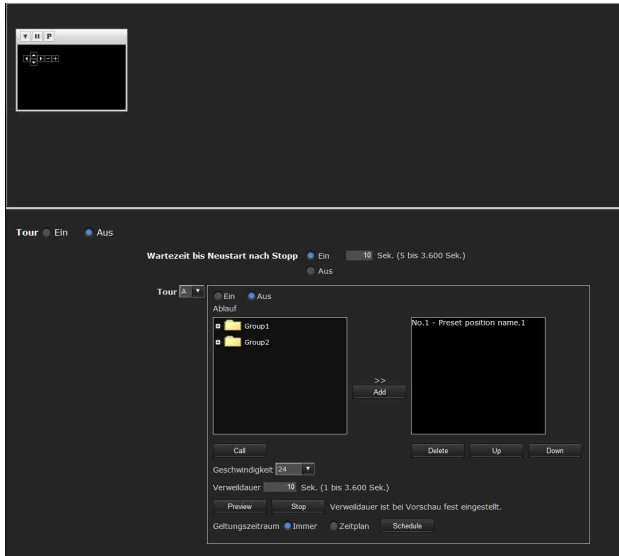 P
Tour Ein Aus
Wartezeit bis Neustart nach Stopp Ein 10 Sek. (5 bis 3.600 Sek.)
Aus
Tour A
Ein Aus
Ablauf
Group1
Group2
>>
Add
No.1 - Preset position name.1
Call
Delete Up Down
Geschwindigkeit 24
Verweildauer 10 Sek. (1 bis 3.600 Sek.)
Preview Stop Verweildauer ist bei Vorschau fest eingestellt.
Geltungszeitraum Immer Zeitplan Schedule